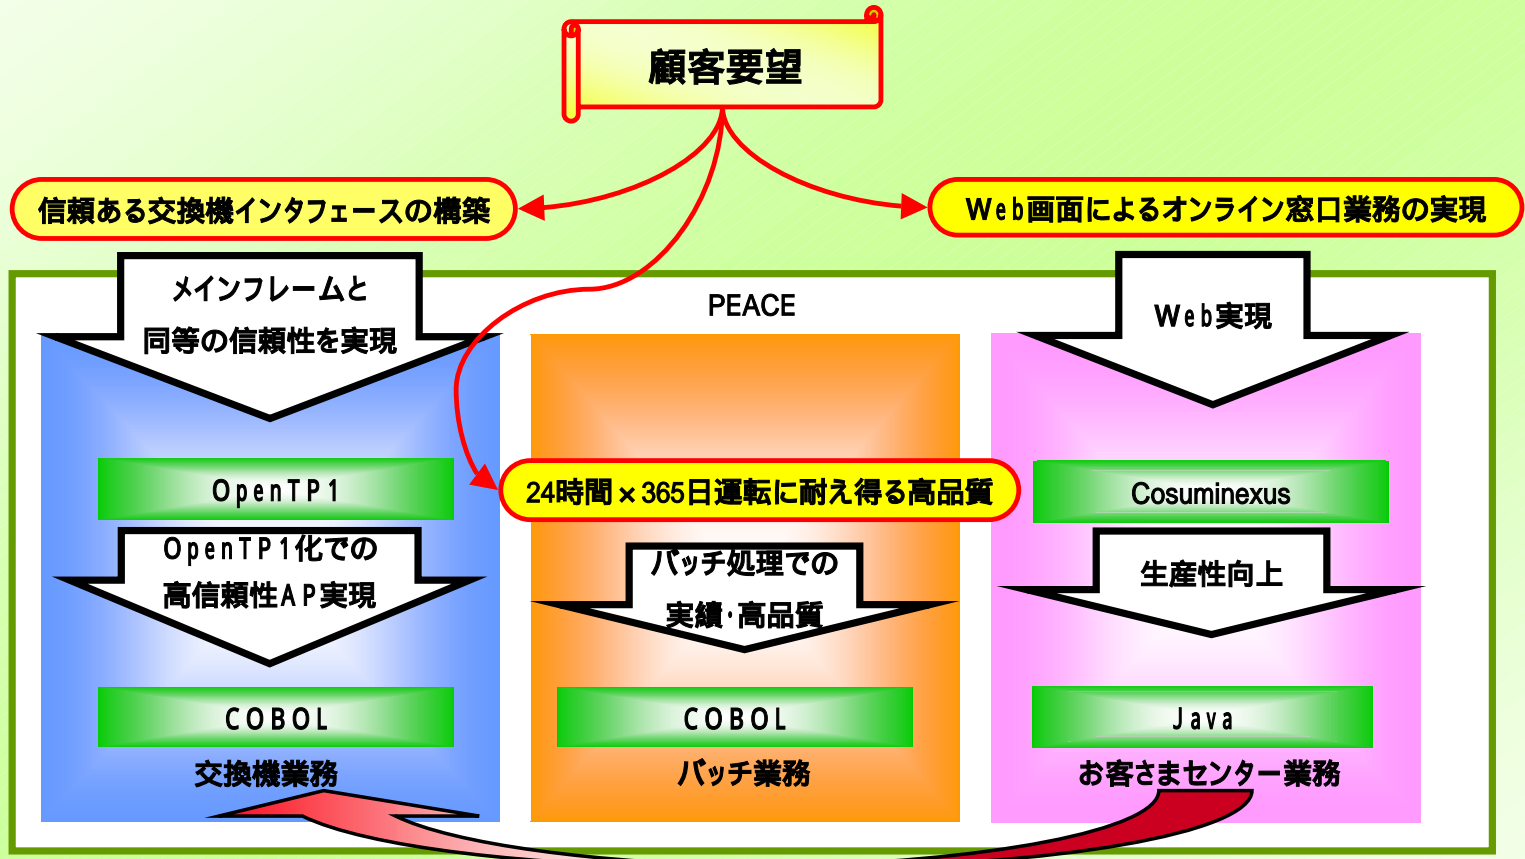 顧客要望
信頼ある交換機インタフェースの構築
Web画面によるオンライン窓口業務の実現
メインフレームと
同等の信頼性を実現
PEACE
Web実現
OpenTP1
24時間×365日運転に耐え得る高品質
Cosuminexus
OpenTP1化での
高信頼性AP実現
バッチ処理での
実績・高品質
生産性向上
COBOL
COBOL
Java
交換機業務
バッチ業務
お客さまセンター業務